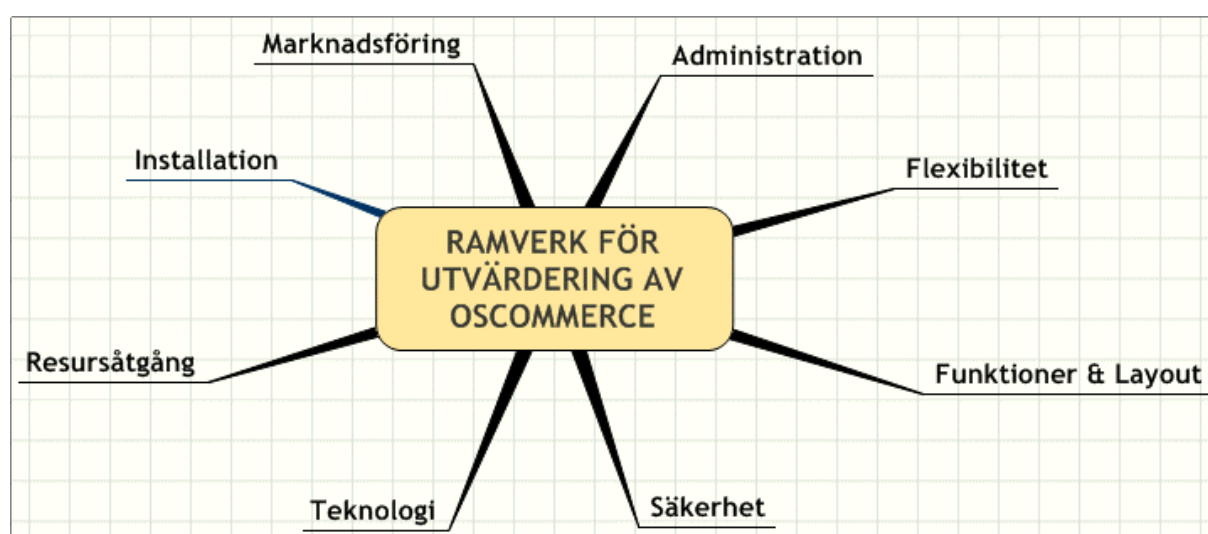 Marknadsföring
Administration
Installation
Flexibilitet
RAMVERK FÖR
UTVÄRDERING AV
OSCOMMERCE
Resursåtgång
Funktioner & Layout
Teknologi
Säkerhet